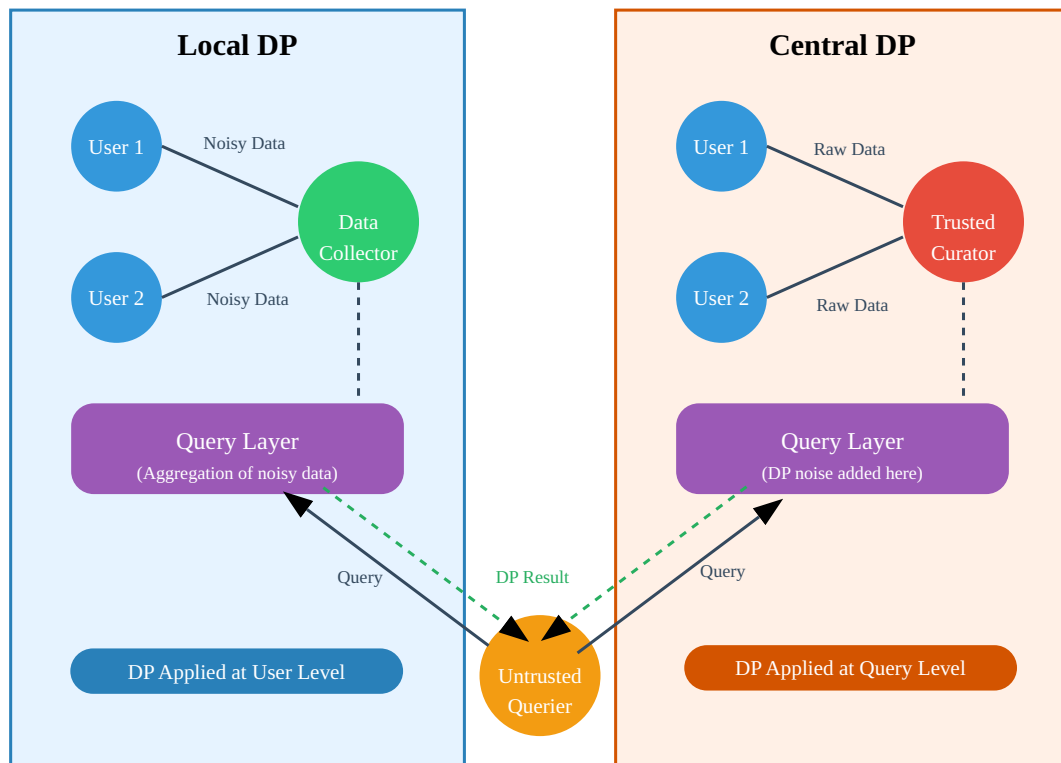 Local DP
User 1
Noisy Data
Data
Collector
User 2
Noisy Data
Query Layer
(Aggregation of noisy data)
Query
DP Applied at User Level
DP Result
Untrusted
Querier
Central DP
User 1
Raw Data
Trusted
Curator
User 2
Raw Data
Query Layer
(DP noise added here)
Query
DP Applied at Query Level